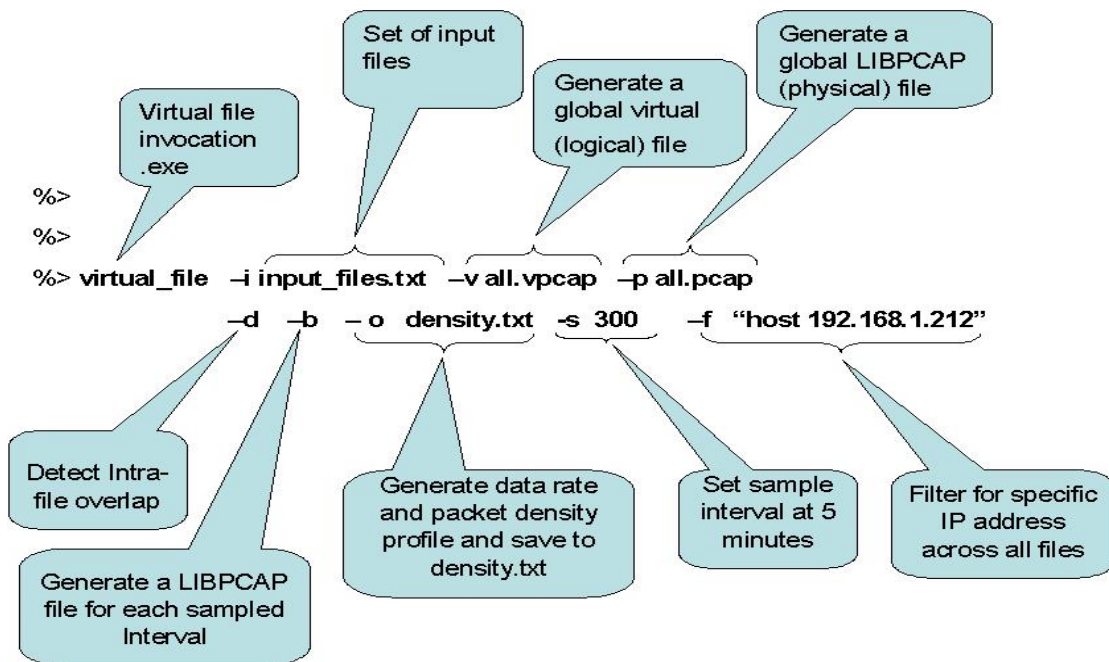 Set of input
files
Generate a
global LIBPCAP
(physical) file
Generate a
global virtual
(logical) file
Virtual file
invocation
.exe
%>
%>
%> virtual_file –i input_files.txt –v all.vpcap –p all.pcap
–d –b – o density.txt -s 300 –f “host 192.168.1.212”
Detect Intra-
file overlap
Generate a LIBPCAP
file for each sampled
Interval
Generate data rate
and packet density
profile and save to
density.txt
Set sample
interval at 5
minutes
Filter for specific
IP address
across all files